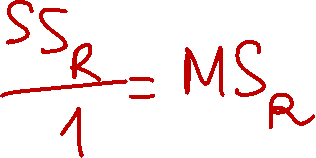 SS_R / 1 = MS_R